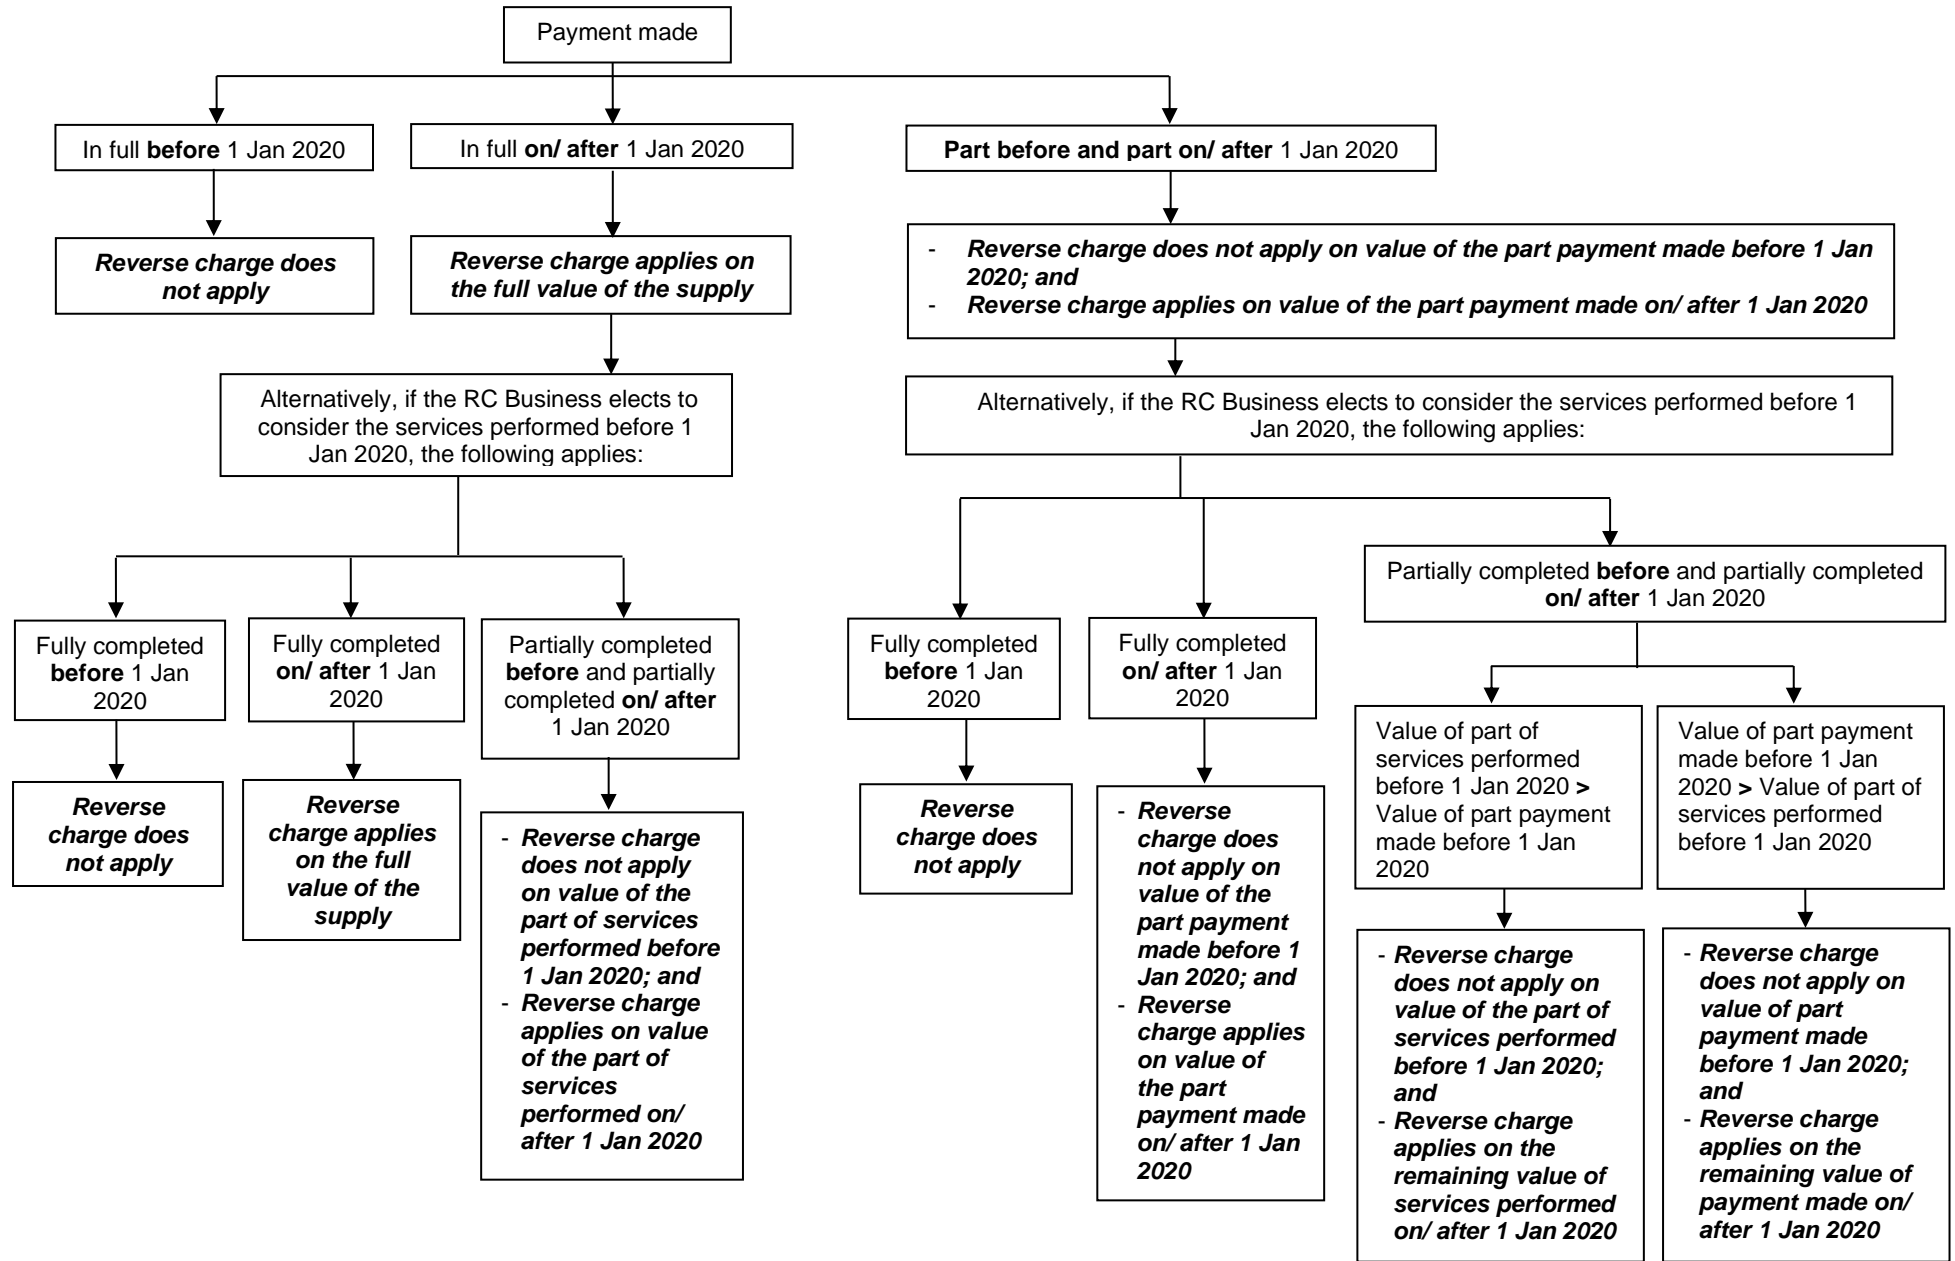 Payment made
In full before 1 Jan 2020
In full on/ after 1 Jan 2020
Part before and part on/ after 1 Jan 2020
Reverse charge does
not apply
Reverse charge applies on
the full value of the supply
- Reverse charge does not apply on value of the part payment made before 1 Jan
2020; and
- Reverse charge applies on value of the part payment made on/ after 1 Jan 2020
Alternatively, if the RC Business elects to
consider the services performed before 1
Jan 2020, the following applies:
Alternatively, if the RC Business elects to consider the services performed before 1
Jan 2020, the following applies:
Fully completed
before 1 Jan
2020
Fully completed
on/ after 1 Jan
2020
Partially completed
before and partially
completed on/ after
1 Jan 2020
Fully completed
before 1 Jan
2020
Fully completed
on/ after 1 Jan
2020
Partially completed before and partially completed
on/ after 1 Jan 2020
Value of part of
services performed
before 1 Jan 2020 >
Value of part payment
made before 1 Jan
2020
Value of part payment
made before 1 Jan
2020 > Value of part of
services performed
before 1 Jan 2020
Reverse
charge does
not apply
Reverse
charge applies
on the full
value of the
supply
- Reverse charge
does not apply
on value of the
part of services
performed before
1 Jan 2020; and
- Reverse charge
applies on value
of the part of
services
performed on/
after 1 Jan 2020
Reverse
charge does
not apply
- Reverse
charge does
not apply on
value of the
part payment
made before 1
Jan 2020; and
- Reverse
charge applies
on value of
the part
payment made
on/ after 1 Jan
2020
- Reverse charge
does not apply on
value of the part of
services performed
before 1 Jan 2020;
and
- Reverse charge
applies on the
remaining value of
services performed
on/ after 1 Jan 2020
- Reverse charge
does not apply on
value of part
payment made
before 1 Jan 2020;
and
- Reverse charge
applies on the
remaining value of
payment made on/
after 1 Jan 2020